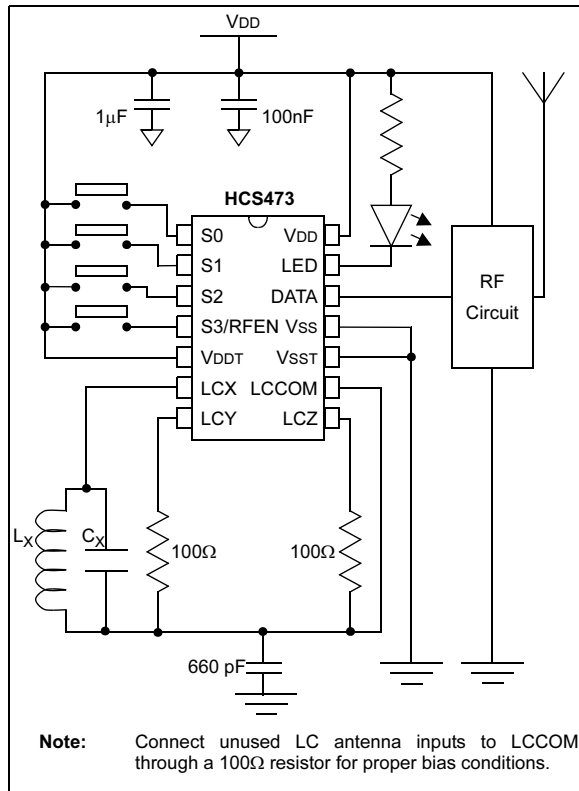 VDD
1μF
100nF
HCS473
S0
VDD
S1
LED
S2
DATA
S3/RFEN
VSS
VDDT
VSST
LCX
LCCOM
LCY
LCZ
RF
Circuit
LX
CX
100Ω
100Ω
660 pF
Note: Connect unused LC antenna inputs to LCCOM
through a 100Ω resistor for proper bias conditions.